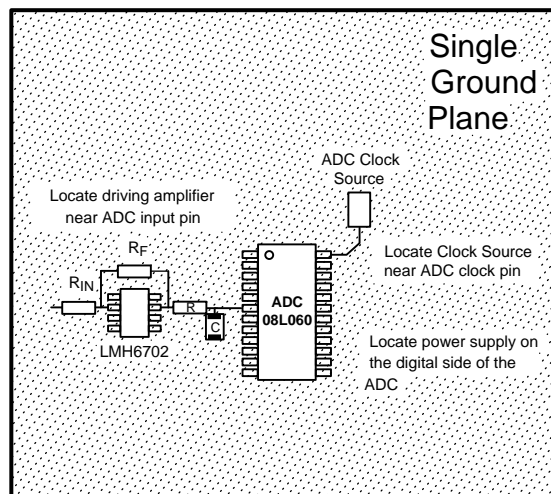 Single
Ground
Plane
ADC Clock
Source
Locate driving amplifier
near ADC input pin
RF
Locate Clock Source
near ADC clock pin
RIN
R
C
ADC
08L060
LMH6702
Locate power supply on
the digital side of the
ADC